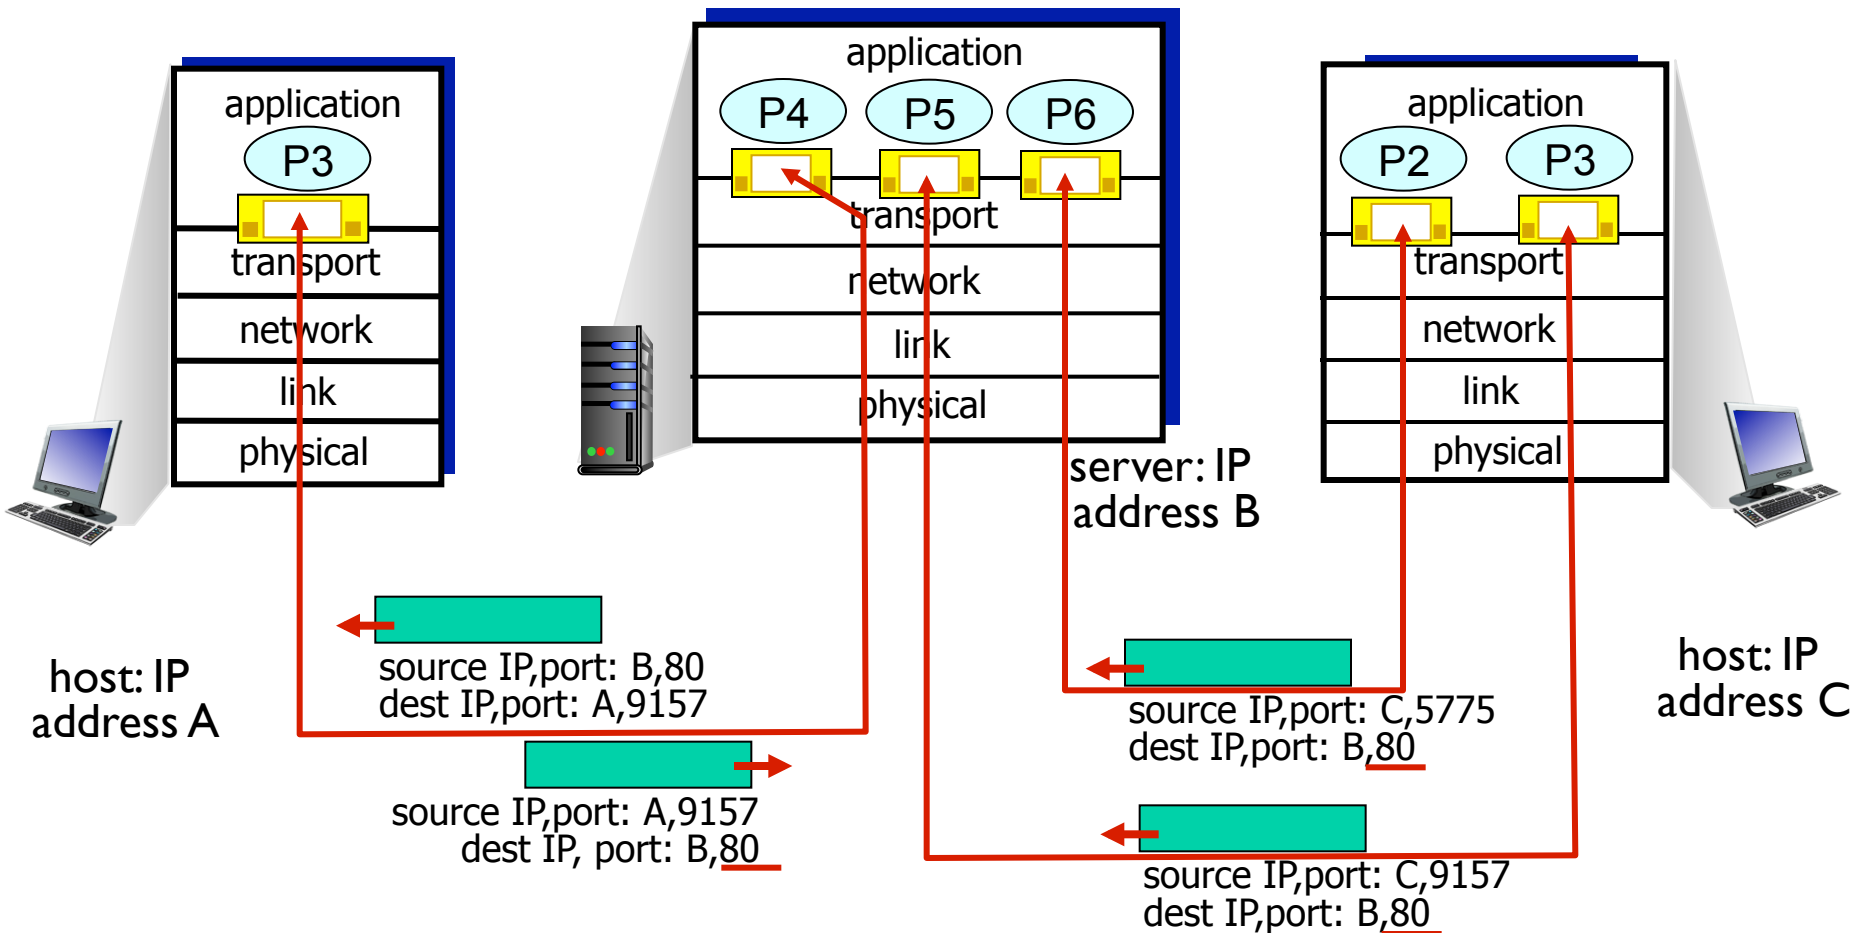 application
P3
transport
network
link
physical
host: IP
address A
application
P4 P5 P6
transport
network
link
physical
server: IP
address B
application
P2 P3
transport
network
link
physical
host: IP
address C
source IP,port: B,80
dest IP,port: A,9157
source IP,port: A,9157
dest IP, port: B,80
source IP,port: C,5775
dest IP,port: B,80
source IP,port: C,9157
dest IP,port: B,80